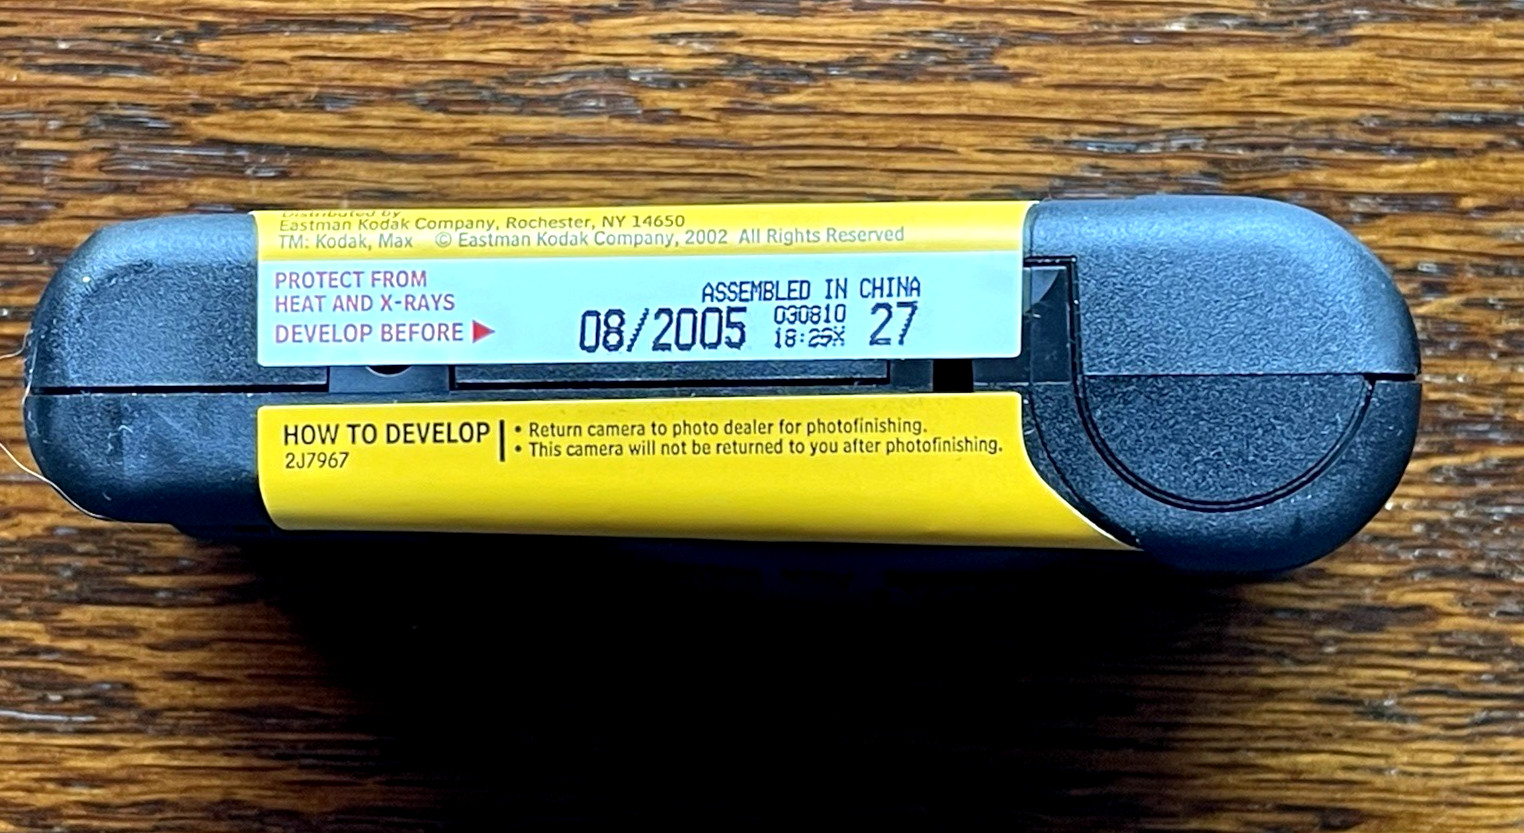 Distributed by
Eastman Kodak Company, Rochester, NY 14650
TM: Kodak, Max © Eastman Kodak Company, 2002 All Rights Reserved
PROTECT FROM
HEAT AND X-RAYS
DEVELOP BEFORE ▶
ASSEMBLED IN CHINA
08/2005 030810 27
HOW TO DEVELOP
2J7967
• Return camera to photo dealer for photofinishing.
• This camera will not be returned to you after photofinishing.